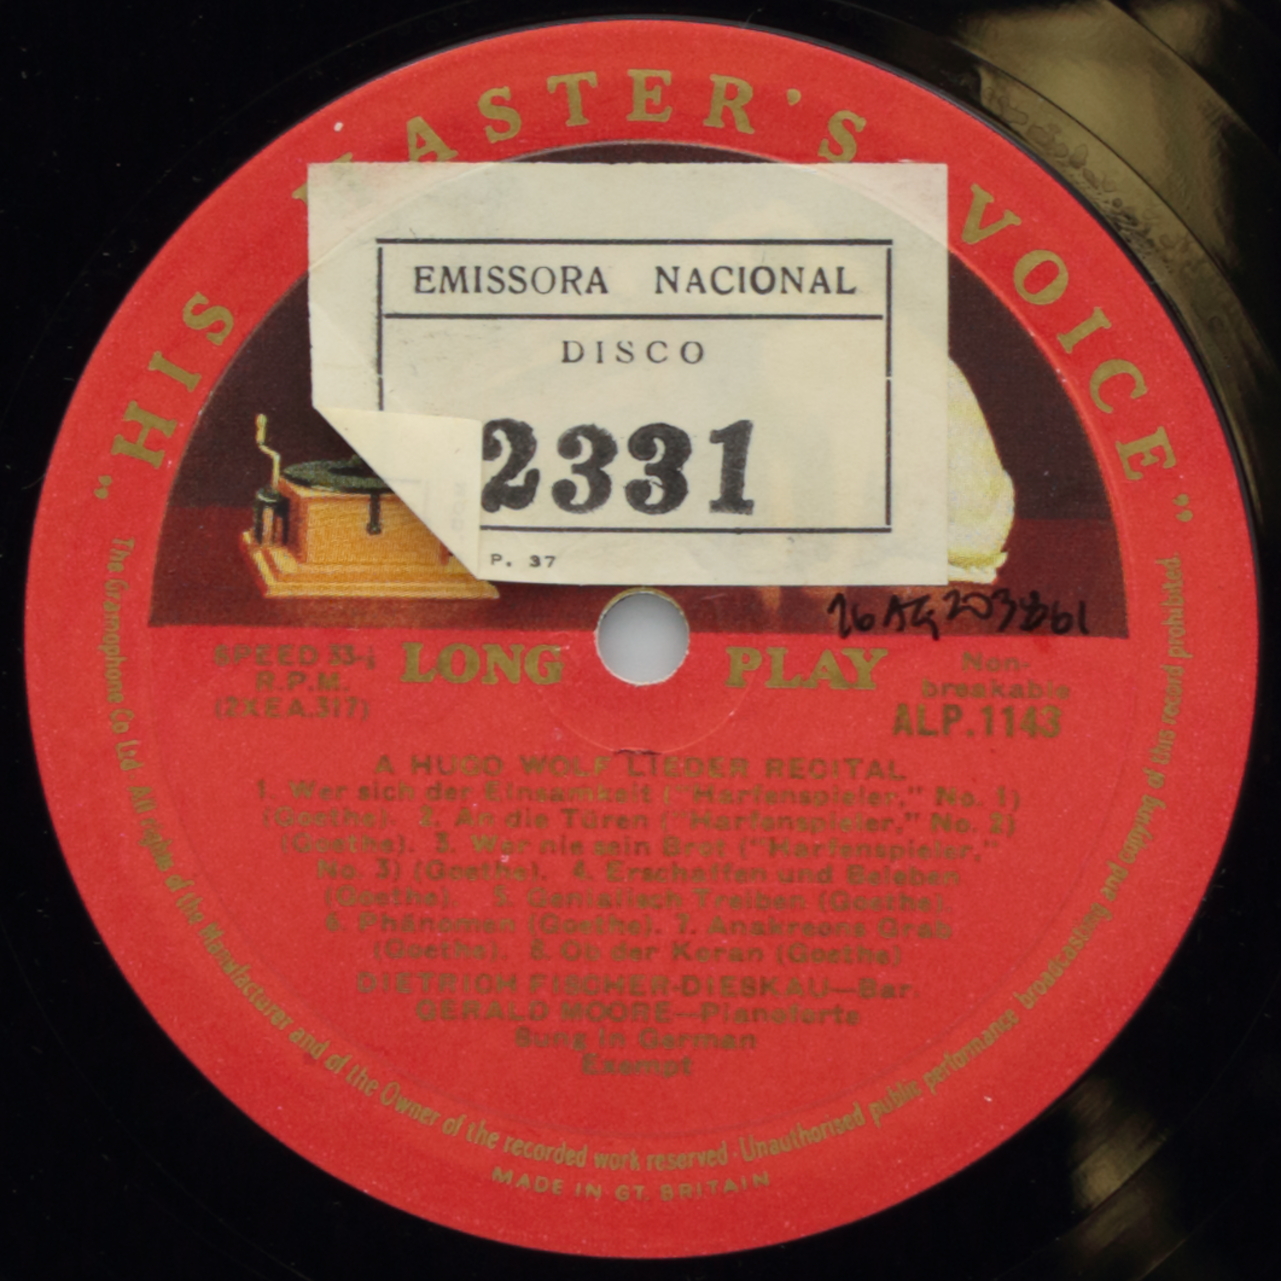 "HIS MASTER'S VOICE"
EMISSORA NACIONAL
DISCO
2331
P. 37
SPEED 33⅓
R.P.M.
(2XEA.317)
LONG PLAY
Non-
breakable
ALP.1143
A HUGO WOLF LIEDER RECITAL
1. Wer sich der Einsamkeit ("Harfenspieler," No. 1)
(Goethe). 2. An die Türen ("Harfenspieler," No. 2)
(Goethe). 3. Wer nie sein Brot ("Harfenspieler,"
No. 3) (Goethe). 4. Erschaffen und Beleben
(Goethe). 5. Genialisch Treiben (Goethe).
6. Phänomen (Goethe). 7. Anakreons Grab
(Goethe). 8. Ob der Koran (Goethe)
DIETRICH FISCHER-DIESKAU—Bar.
GERALD MOORE—Pianoforte
Sung in German
Exempt
The Gramophone Co Ltd. All rights of the Manufacturer and of the Owner of the recorded work reserved · Unauthorised public performance broadcasting and copying of this record prohibited
MADE IN GT. BRITAIN